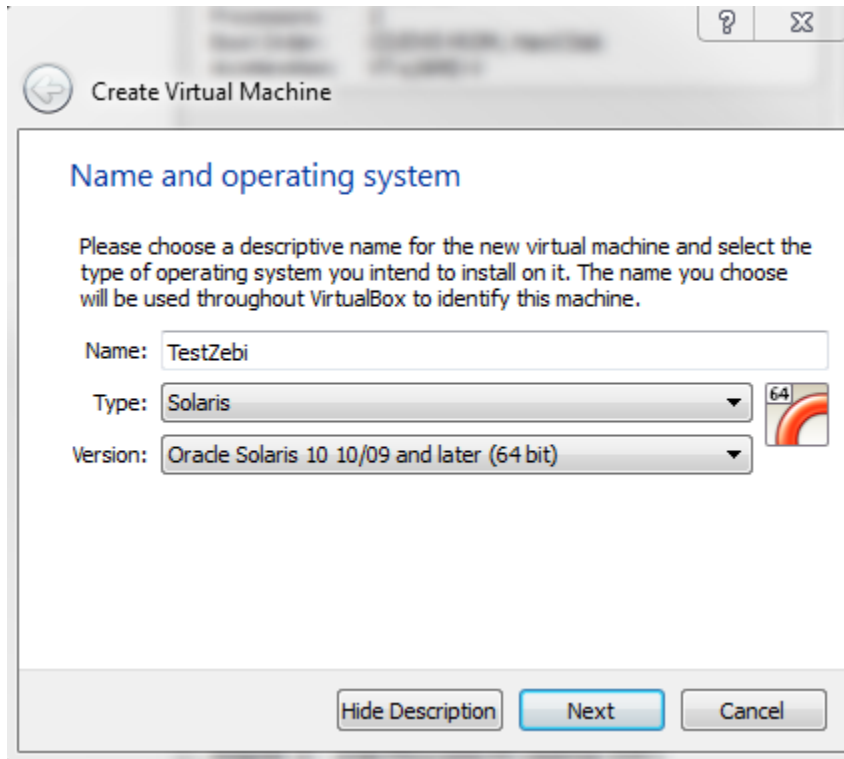 Create Virtual Machine
Name and operating system
Please choose a descriptive name for the new virtual machine and select the
type of operating system you intend to install on it. The name you choose
will be used throughout VirtualBox to identify this machine.
Name: TestZebi
Type: Solaris
64
Version: Oracle Solaris 10 10/09 and later (64 bit)
Hide Description Next Cancel